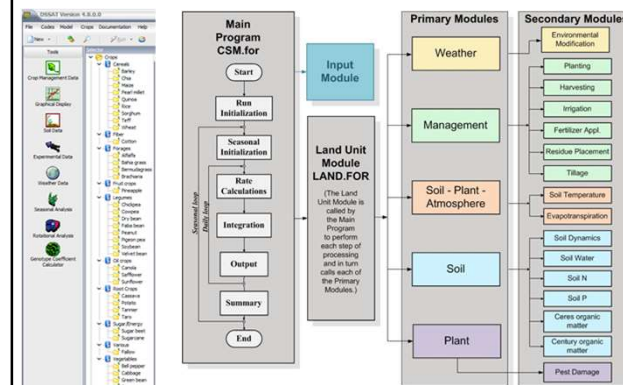 DSSAT Version 4.8.0.0
File Codes Model Crops Documentation Help
New
Tools
Selector
Crop Management Data
Graphical Display
Soil Data
Experimental Data
Weather Data
Seasonal Analysis
Rotational Analysis
Genotype Coefficient
Calculator
Crops
Cereals
Barley
Chia
Maize
Pearl millet
Quinoa
Rice
Sorghum
Teff
Wheat
Fiber
Cotton
Forages
Alfalfa
Bahia grass
Bermudagrass
Brachiaria
Fruit crops
Pineapple
Legumes
Chickpea
Cowpea
Dry bean
Faba bean
Peanut
Pigeon pea
Soybean
Velvet bean
Oil crops
Canola
Safflower
Sunflower
Root Crops
Cassava
Potato
Tanier
Taro
Sugar/Energy
Sugar beet
Sugarcane
Various
Fallow
Vegetables
Bell pepper
Cabbage
Green bean
Main
Program
CSM.for
Start
Run
Initialization
Seasonal
Initialization
Rate
Calculations
Integration
Output
Summary
End
Seasonal loop
Daily loop
Input
Module
Land Unit
Module
LAND.FOR
(The Land
Unit Module is
called by
the Main
Program
to perform
each step of
processing
and in turn
calls each of
the Primary
Modules.)
Primary Modules
Weather
Management
Soil - Plant -
Atmosphere
Soil
Plant
Secondary Modules
Environmental
Modification
Planting
Harvesting
Irrigation
Fertilizer Appl.
Residue Placement
Tillage
Soil Temperature
Evapotranspiration
Soil Dynamics
Soil Water
Soil N
Soil P
Ceres organic
matter
Century organic
matter
Pest Damage